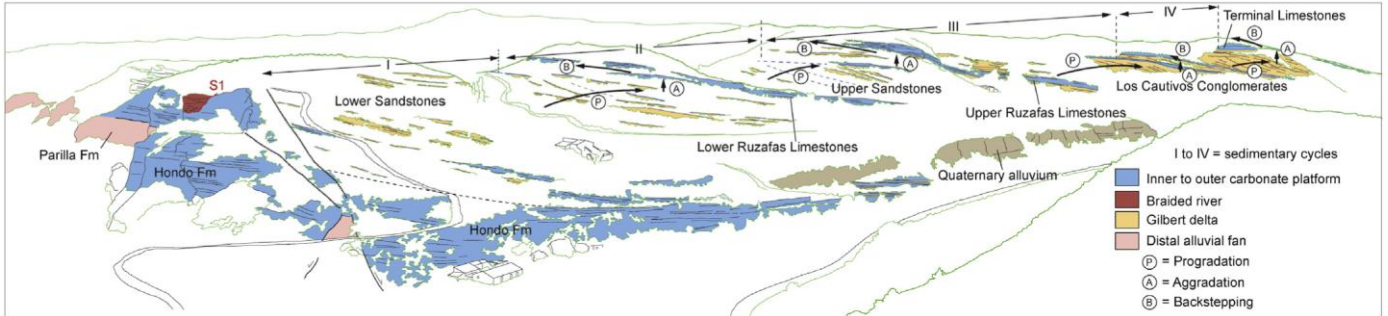 I
II
III
IV
Terminal Limestones
B
A
P
B
A
P
B
A
P
B
A
P
S1
Lower Sandstones
Upper Sandstones
Los Cautivos Conglomerates
Upper Ruzafas Limestones
Parilla Fm
Lower Ruzafas Limestones
Hondo Fm
Quaternary alluvium
Hondo Fm
I to IV = sedimentary cycles
Inner to outer carbonate platform
Braided river
Gilbert delta
Distal alluvial fan
P = Progradation
A = Aggradation
B = Backstepping